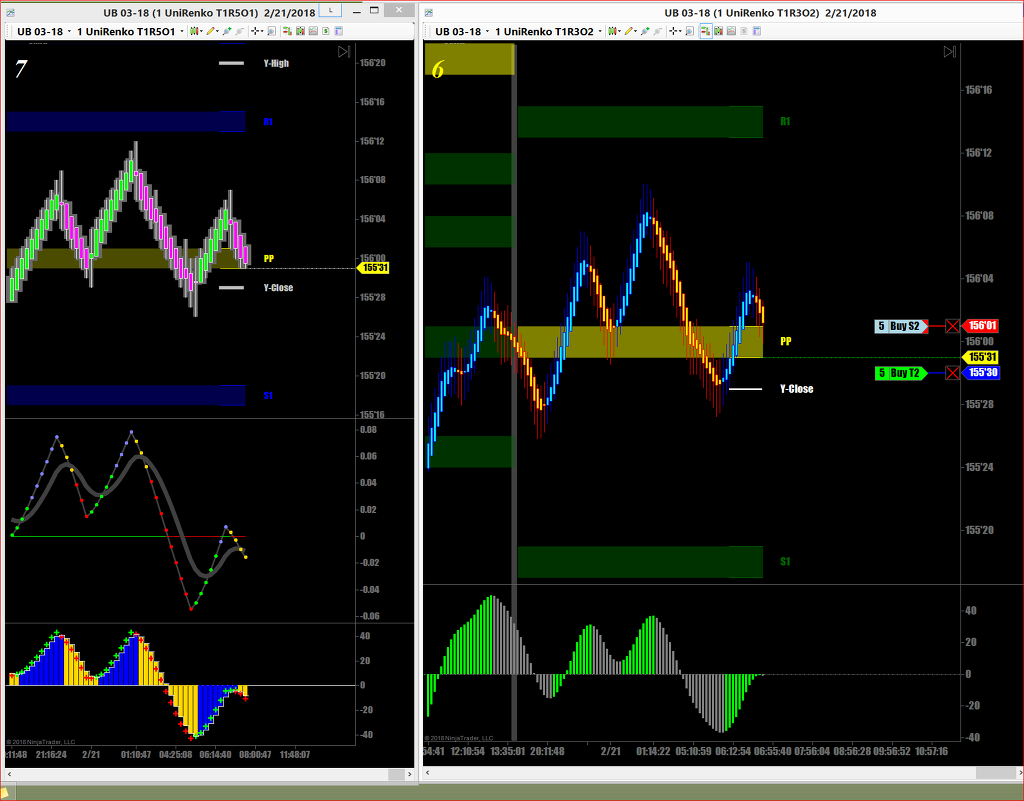 UB 03-18 (1 UniRenko T1R5O1)  2/21/2018
L
UB 03-18 1 UniRenko T1R5O1
7
Y-High
R1
PP
Y-Close
S1
156'20
156'16
156'12
156'08
156'04
156'00
155'31
155'28
155'24
155'20
155'16
0.08
0.06
0.04
0.02
0
-0.02
-0.04
-0.06
40
20
0
-20
-40
© 2018 NinjaTrader, LLC
:11:48 21:16:24 2/21 01:10:47 04:25:08 06:14:40 08:00:47 11:48:07
UB 03-18 (1 UniRenko T1R3O2)  2/21/2018
UB 03-18 1 UniRenko T1R3O2
6
R1
PP
Y-Close
S1
5 Buy S2
5 Buy T2
156'16
156'12
156'08
156'04
156'01
156'00
155'31
155'30
155'28
155'24
155'20
40
20
0
-20
-40
© 2018 NinjaTrader, LLC
:54:41 12:10:54 13:35:01 20:11:48 2/21 01:14:22 05:10:59 06:12:54 06:55:40 07:56:04 08:56:28 09:56:52 10:57:16